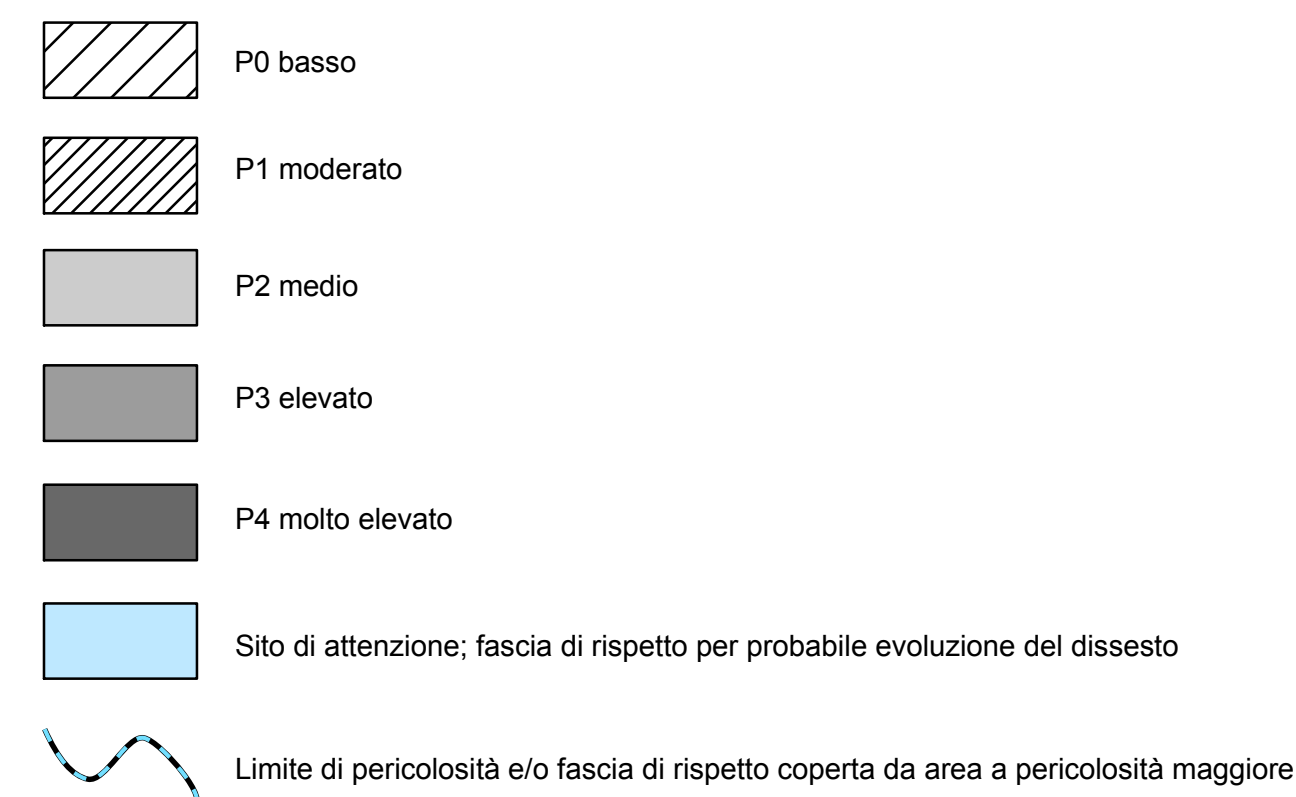 P0 basso
P1 moderato
P2 medio
P3 elevato
P4 molto elevato
Sito di attenzione; fascia di rispetto per probabile evoluzione del dissesto
Limite di pericolosità e/o fascia di rispetto coperta da area a pericolosità maggiore